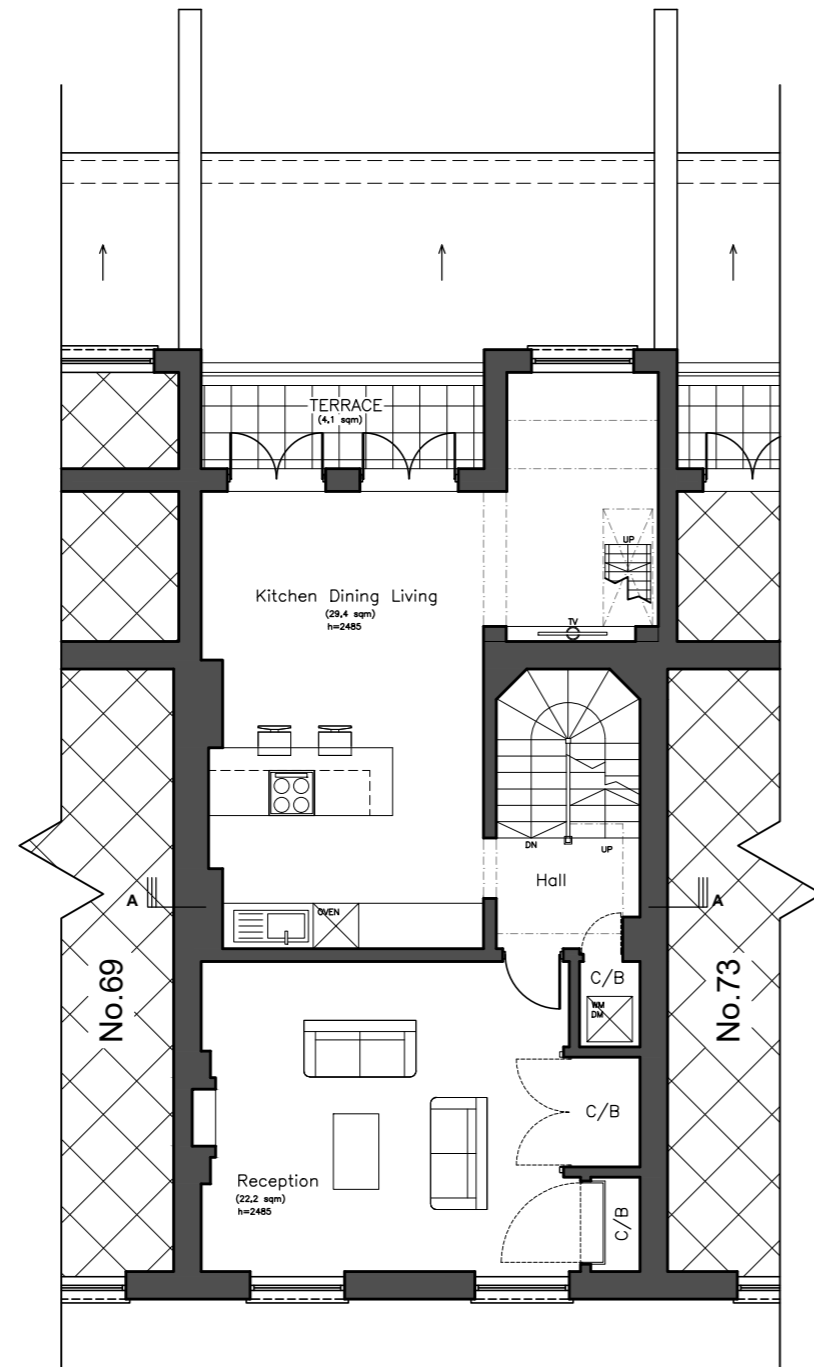 TERRACE
(4,1 sqm)
UP
Kitchen Dining Living
(29,4 sqm)
h=2485
TV
DN
UP
Hall
A
A
OVEN
No.69
No.73
C/B
WM
DM
C/B
Reception
(22,2 sqm)
h=2485
C/B